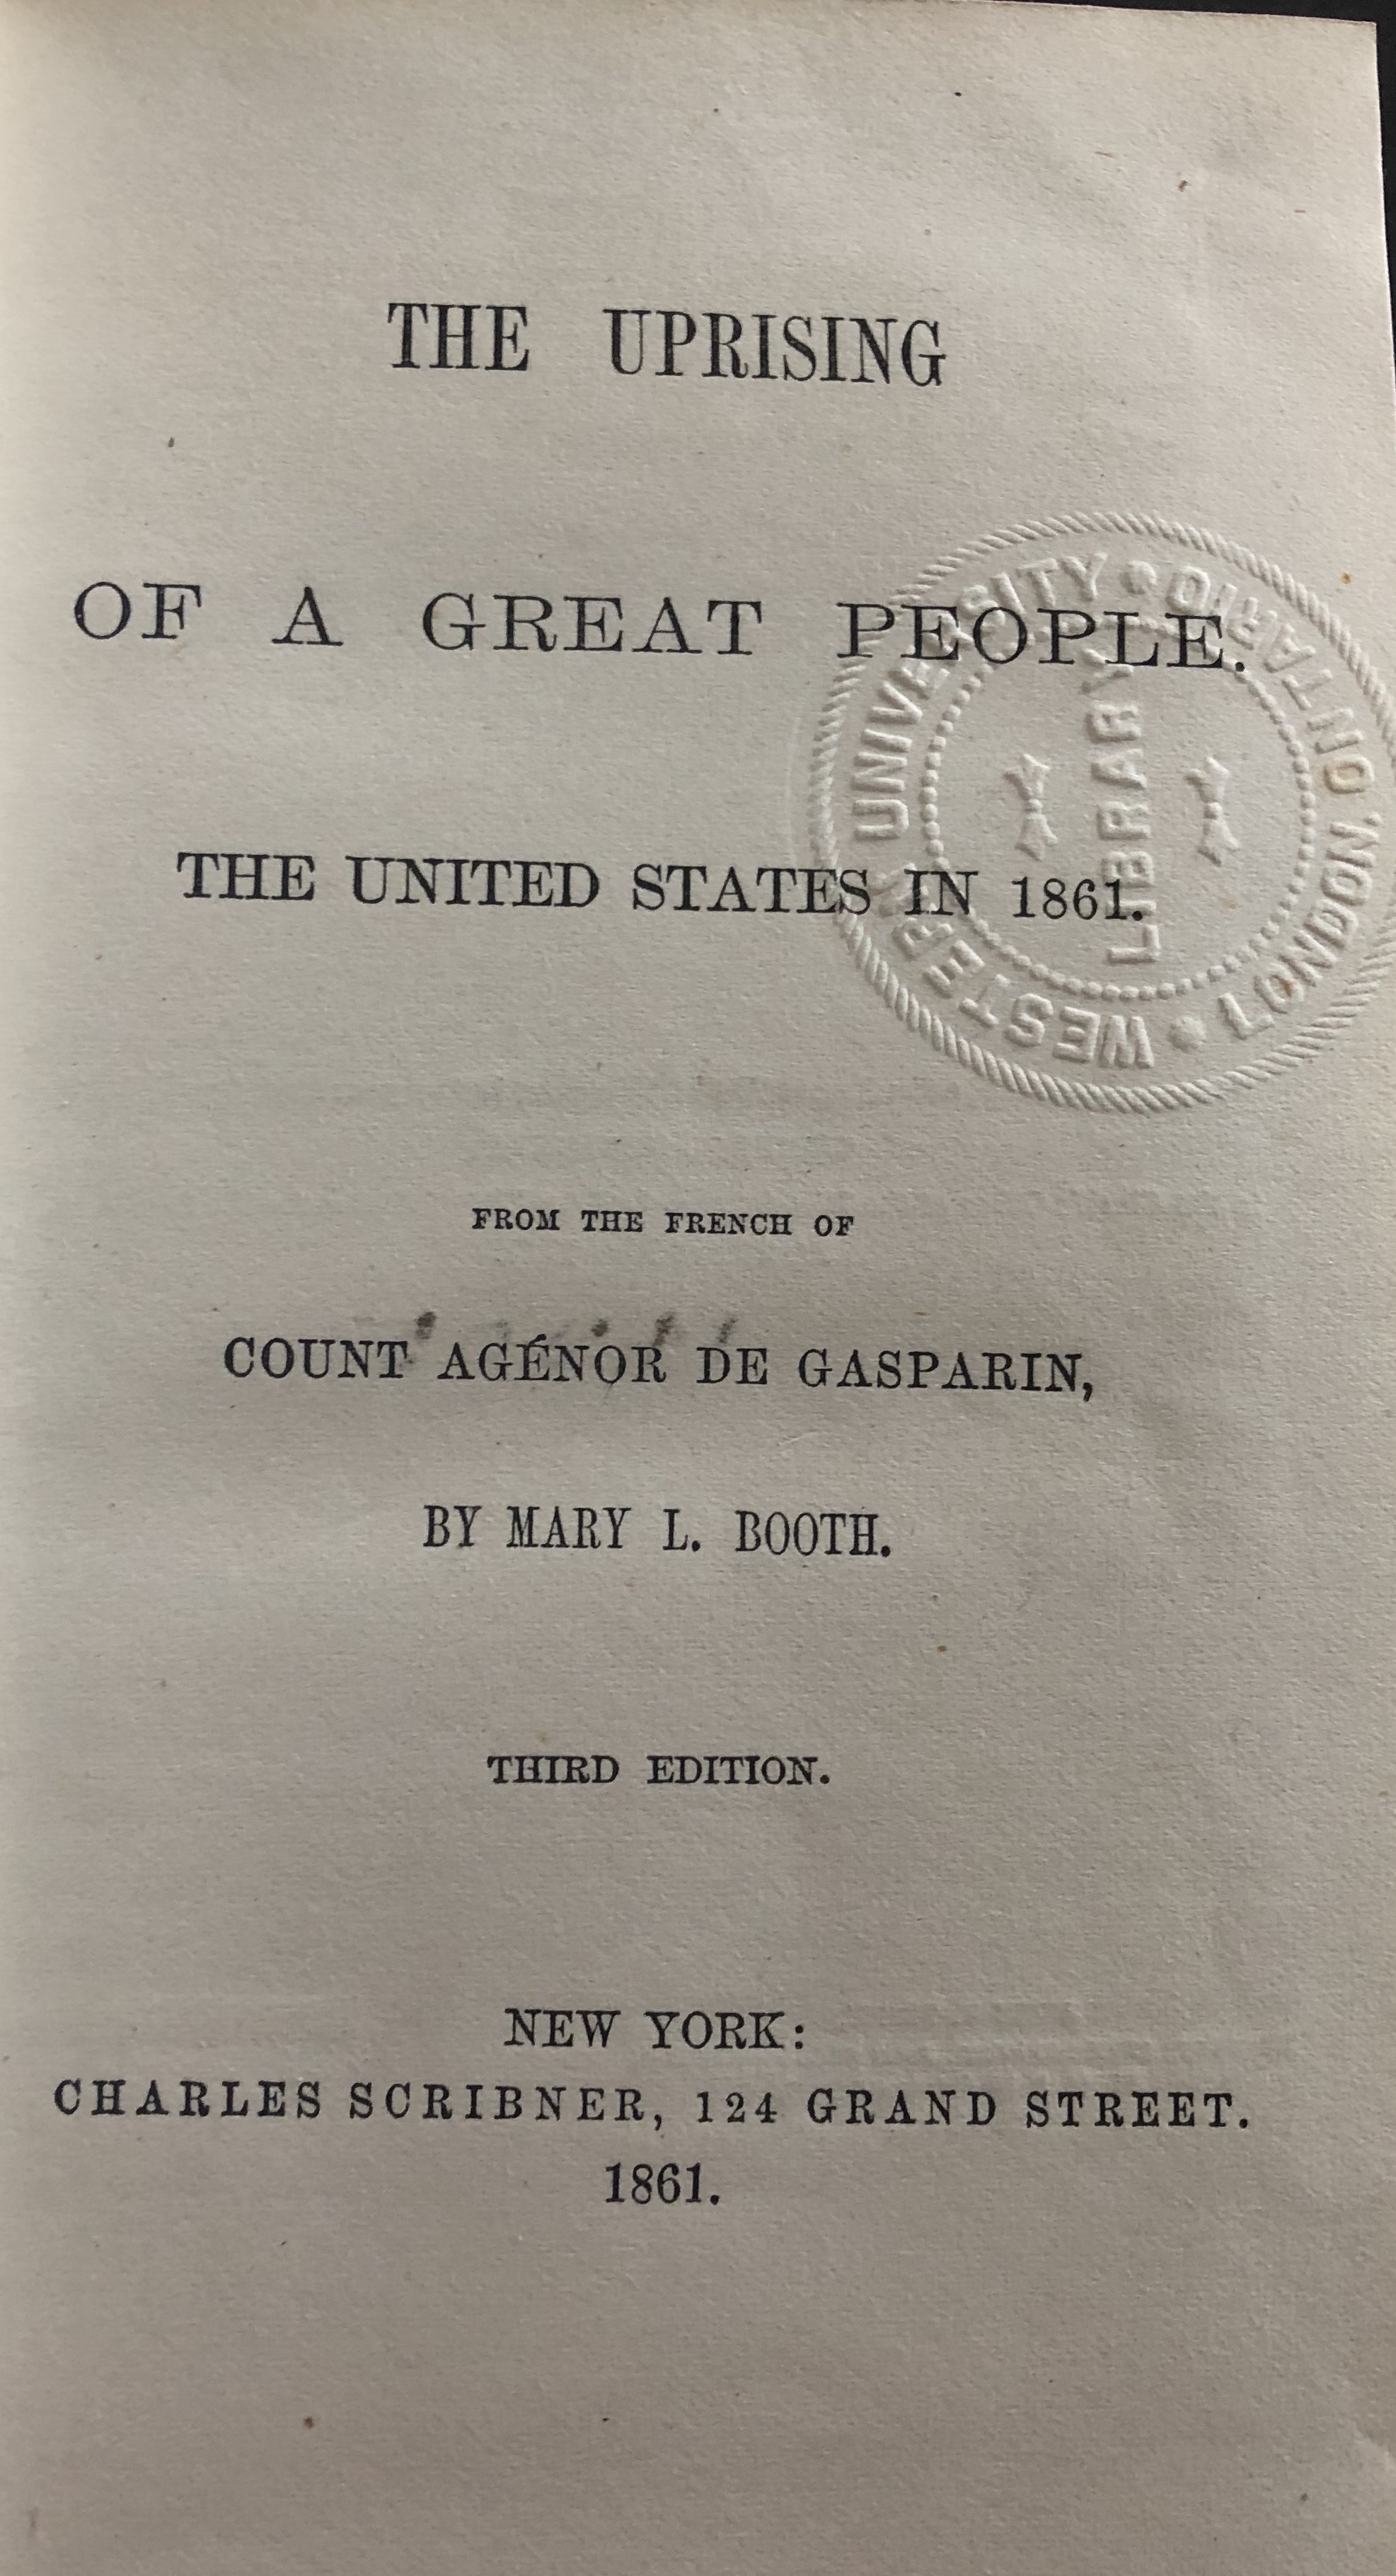 THE UPRISING
OF A GREAT PEOPLE.
THE UNITED STATES IN 1861.
WESTERN UNIVERSITY • LONDON, ONTARIO •
LIBRARY
FROM THE FRENCH OF
COUNT AGÉNOR DE GASPARIN,
BY MARY L. BOOTH.
THIRD EDITION.
NEW YORK:
CHARLES SCRIBNER, 124 GRAND STREET.
1861.